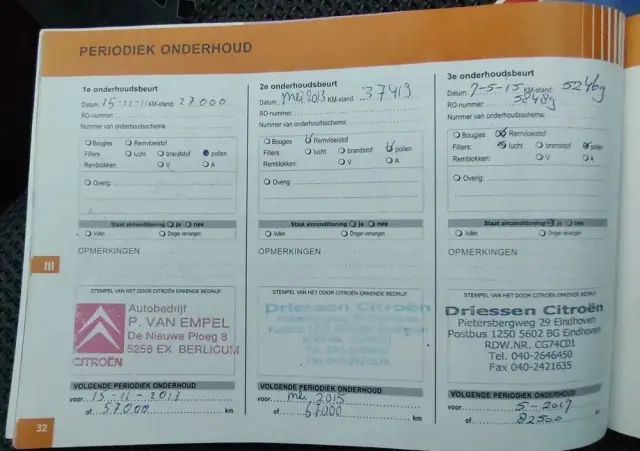 PERIODIEK ONDERHOUD
1e onderhoudsbeurt
Datum: 15-11-11 KM-stand: 27.000
RO-nummer:
Nummer van onderhoudsschema:
Bougies Remvloeistof
Filters: lucht brandstof pollen
Remblokken: V A
Overig:
Staat airconditioning ja nee
Vullen Droger vervangen
OPMERKINGEN
STEMPEL VAN HET DOOR CITROËN ERKENDE BEDRIJF
CITROËN
Autobedrijf
P. VAN EMPEL
De Nieuwe Ploeg 8
5258 EX BERLICUM
VOLGENDE PERIODIEK ONDERHOUD
voor 15-11-2013
of 57.000 km
2e onderhoudsbeurt
Datum: mei 2013 KM-stand: 37419
RO-nummer:
Nummer van onderhoudsschema:
Bougies Remvloeistof
Filters: lucht brandstof pollen
Remblokken: V A
Overig:
Staat airconditioning ja nee
Vullen Droger vervangen
OPMERKINGEN
STEMPEL VAN HET DOOR CITROËN ERKENDE BEDRIJF
Driessen Citroën
VOLGENDE PERIODIEK ONDERHOUD
voor mei 2015
of 67000 km
3e onderhoudsbeurt
Datum: 7-5-15 KM-stand: 52469
RO-nummer: 58489
Nummer van onderhoudsschema:
Bougies Remvloeistof
Filters: lucht brandstof pollen
Remblokken: V A
Overig:
Staat airconditioning ja nee
Vullen Droger vervangen
OPMERKINGEN
STEMPEL VAN HET DOOR CITROËN ERKENDE BEDRIJF
Driessen Citroën
Pietersbergweg 29 Eindhoven
Postbus 1250 5602 BG Eindhoven
RDW.NR. CG74C01
Tel. 040-2646450
Fax 040-2421635
VOLGENDE PERIODIEK ONDERHOUD
voor 5-2017
of 82500 km
III
32